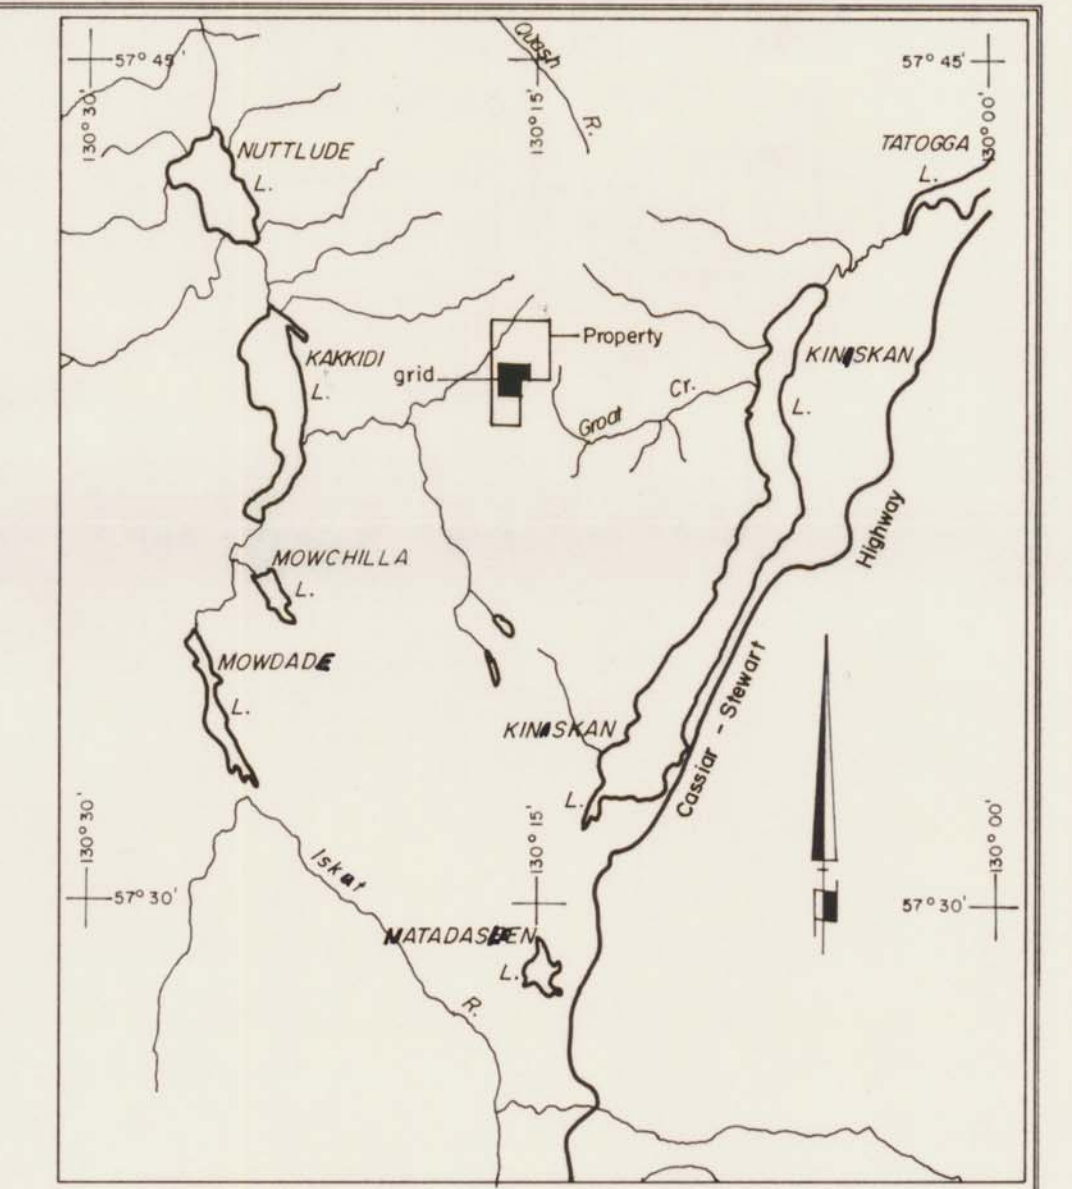 Quash
R.
57° 45'
57° 45'
130° 30'
130° 15'
130° 00'
TATOGGA
L.
NUTTLUDE
L.
Property
KINISKAN
L.
KAKKIDI
L.
grid
Cr.
Groat
Highway
MOWCHILLA
L.
MOWDADE
L.
Cassiar - Stewart
KINISKAN
L.
130° 30'
130° 15'
130° 00'
57° 30'
57° 30'
Iskut
R.
L.